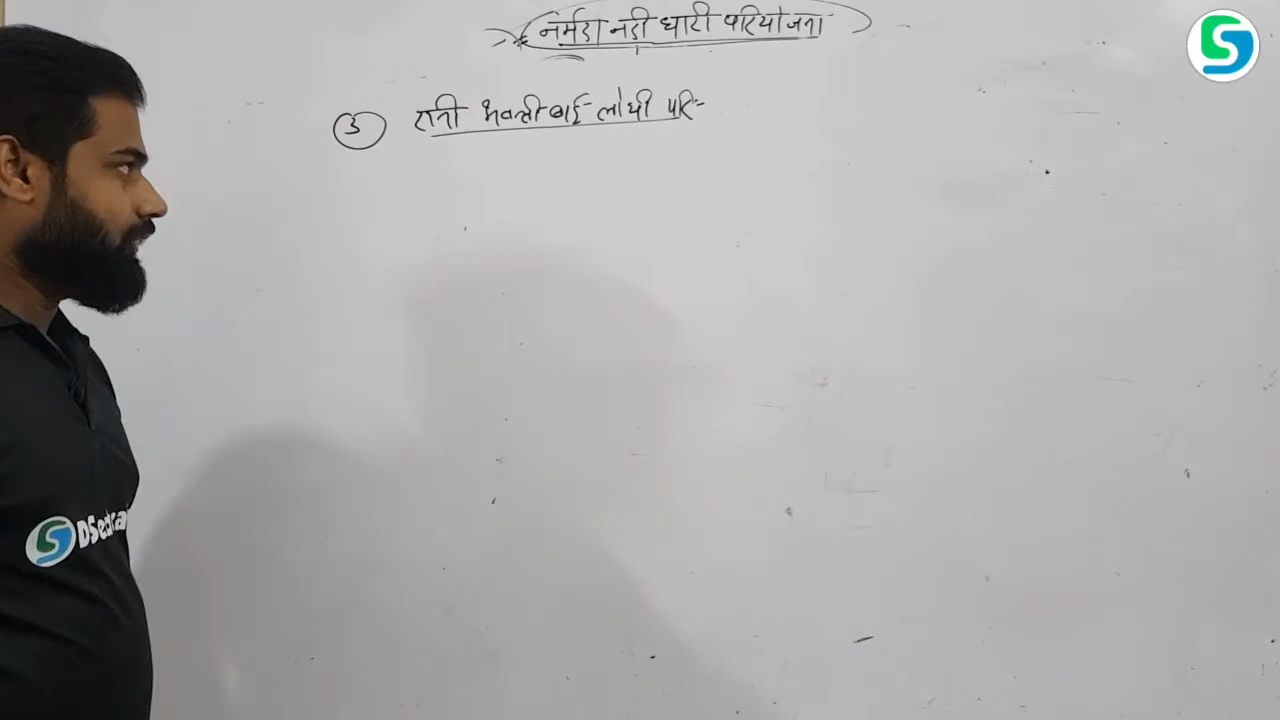 नर्मदा नदी घाटी परियोजना
3 रानी अवन्तीबाई लोधी परि-